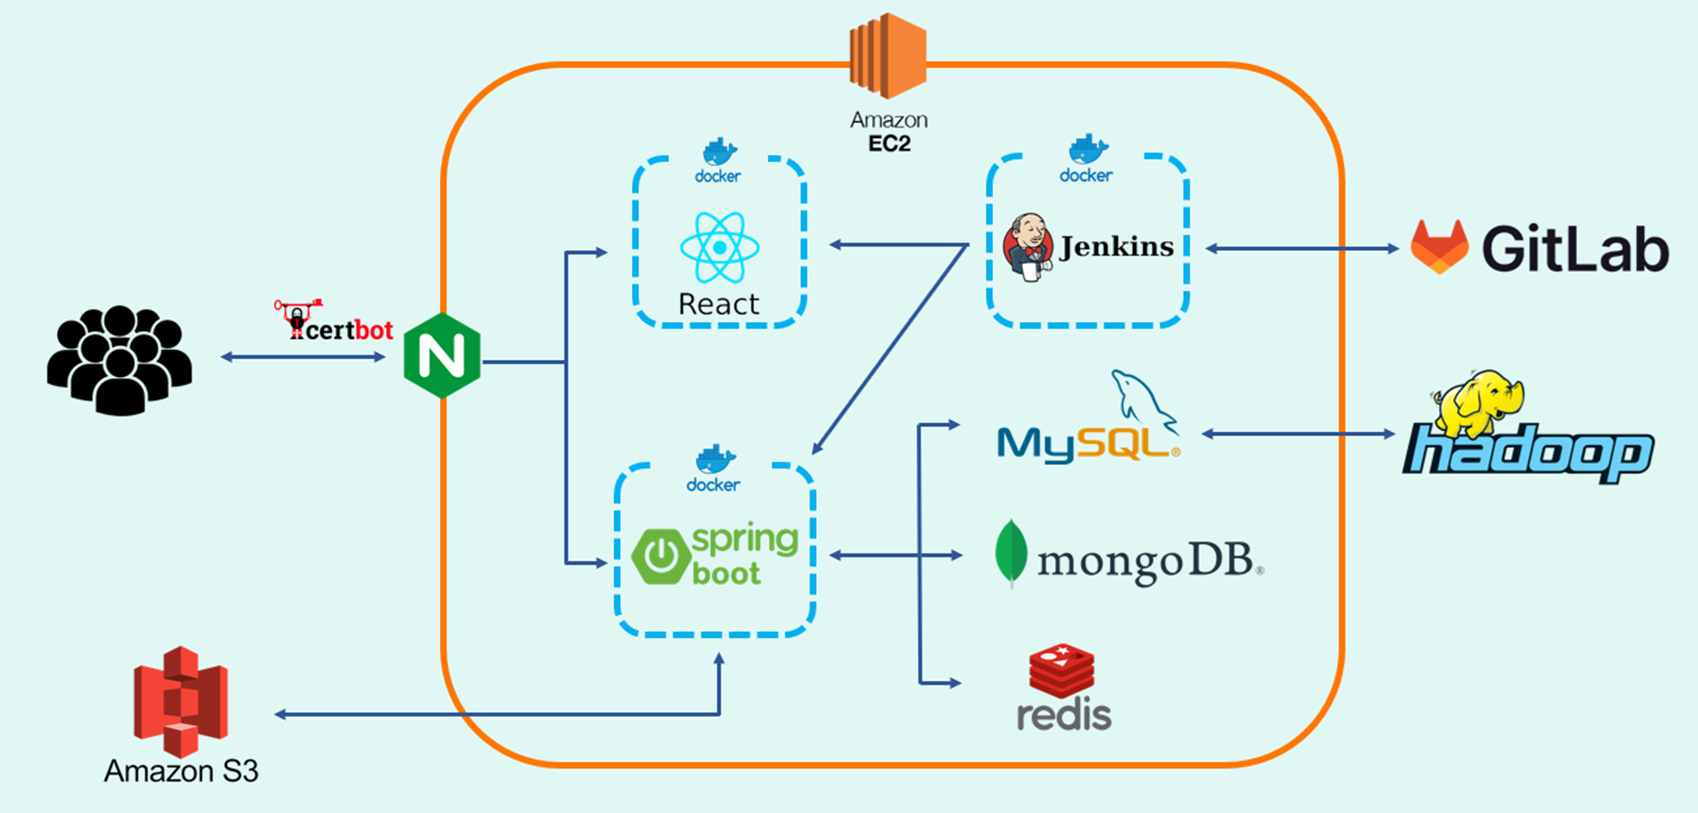 Amazon
EC2
docker
React
docker
Jenkins
GitLab
certbot
N
MySQL®
hadoop
docker
spring
boot
mongoDB®
redis
Amazon S3